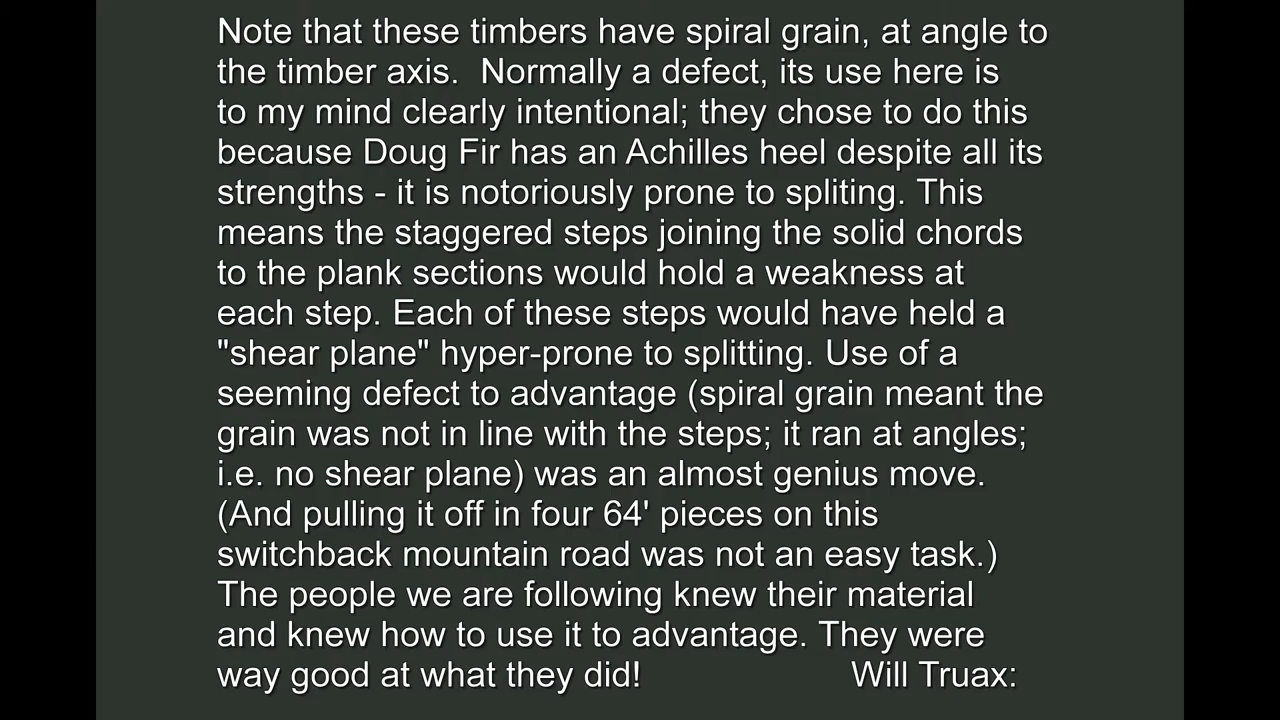 Note that these timbers have spiral grain, at angle to
the timber axis.  Normally a defect, its use here is
to my mind clearly intentional; they chose to do this
because Doug Fir has an Achilles heel despite all its
strengths - it is notoriously prone to spliting. This
means the staggered steps joining the solid chords
to the plank sections would hold a weakness at
each step. Each of these steps would have held a
"shear plane" hyper-prone to splitting. Use of a
seeming defect to advantage (spiral grain meant the
grain was not in line with the steps; it ran at angles;
i.e. no shear plane) was an almost genius move.
(And pulling it off in four 64' pieces on this
switchback mountain road was not an easy task.)
The people we are following knew their material
and knew how to use it to advantage. They were
way good at what they did! Will Truax: